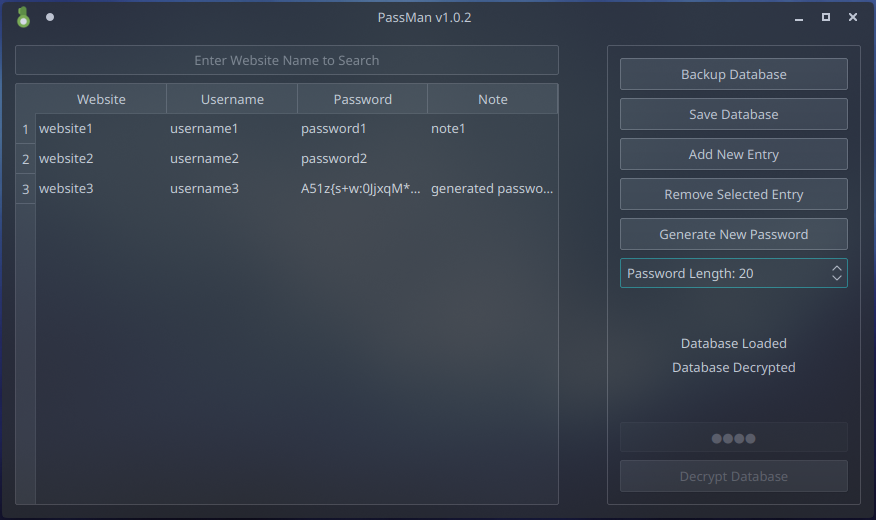 PassMan v1.0.2
Enter Website Name to Search
Website Username Password Note
1 website1 username1 password1 note1
2 website2 username2 password2
3 website3 username3 A51z{s+w:0JjxqM*... generated passwo...
Backup Database
Save Database
Add New Entry
Remove Selected Entry
Generate New Password
Password Length: 20
Database Loaded
Database Decrypted
●●●●
Decrypt Database